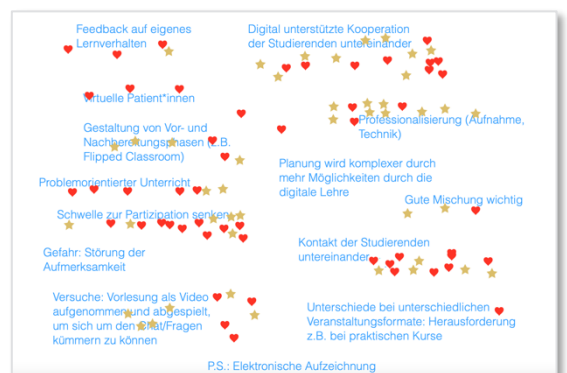 Feedback auf eigenes
Lernverhalten
Digital unterstützte Kooperation
der Studierenden untereinander
Virtuelle Patient*innen
Professionalisierung (Aufnahme,
Technik)
Gestaltung von Vor- und
Nachbereitungsphasen (z.B.
Flipped Classroom)
Planung wird komplexer durch
mehr Möglichkeiten durch die
digitale Lehre
Problemorientierter Unterricht
Gute Mischung wichtig
Schwelle zur Partizipation senken
Kontakt der Studierenden
untereinander
Gefahr: Störung der
Aufmerksamkeit
Versuche: Vorlesung als Video
aufgenommen und abgespielt,
um sich um den Chat/Fragen
kümmern zu können
Unterschiede bei unterschiedlichen
Veranstaltungsformate: Herausforderung
z.B. bei praktischen Kurse
P.S.: Elektronische Aufzeichnung